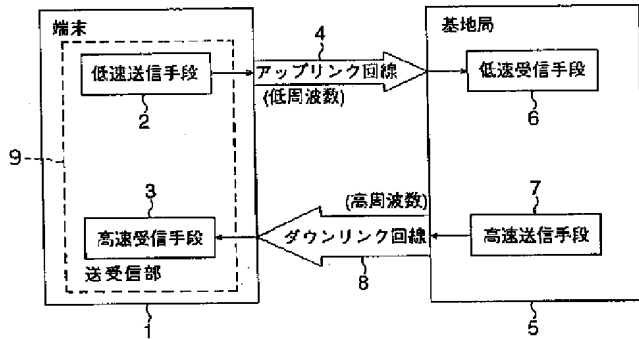 端末
基地局
4
低速送信手段
アップリンク回線
低速受信手段
2
(低周波数)
6
9
3
(高周波数)
7
高速受信手段
ダウンリンク回線
高速送信手段
送受信部
8
1
5